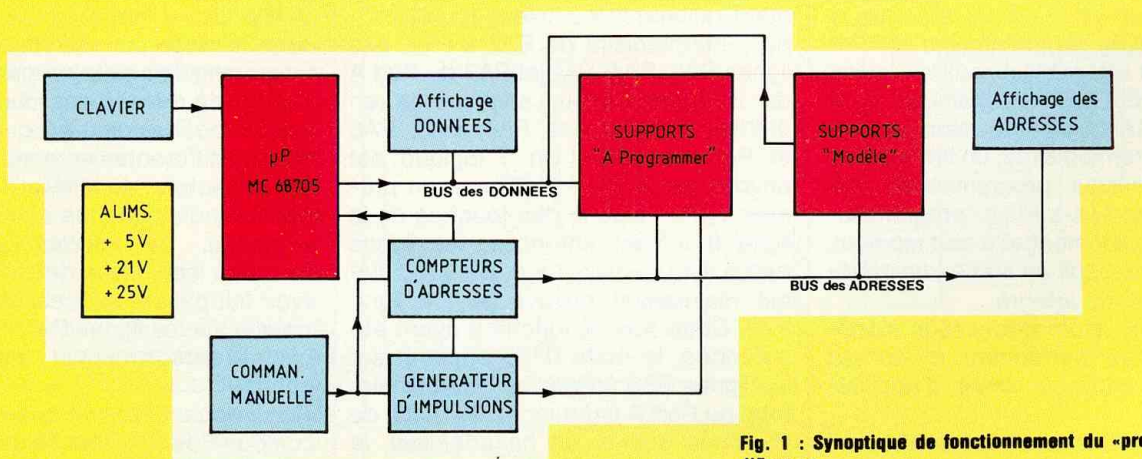 CLAVIER
µP
MC 68705
Affichage
DONNEES
SUPPORTS
"A Programmer"
SUPPORTS
"Modèle"
Affichage des
ADRESSES
ALIMS.
+ 5V
+21V
+25V
BUS des DONNEES
COMPTEURS
D'ADRESSES
BUS des ADRESSES
COMMAN.
MANUELLE
GENERATEUR
D'IMPULSIONS
Fig. 1 : Synoptique de fonctionnement du «pro